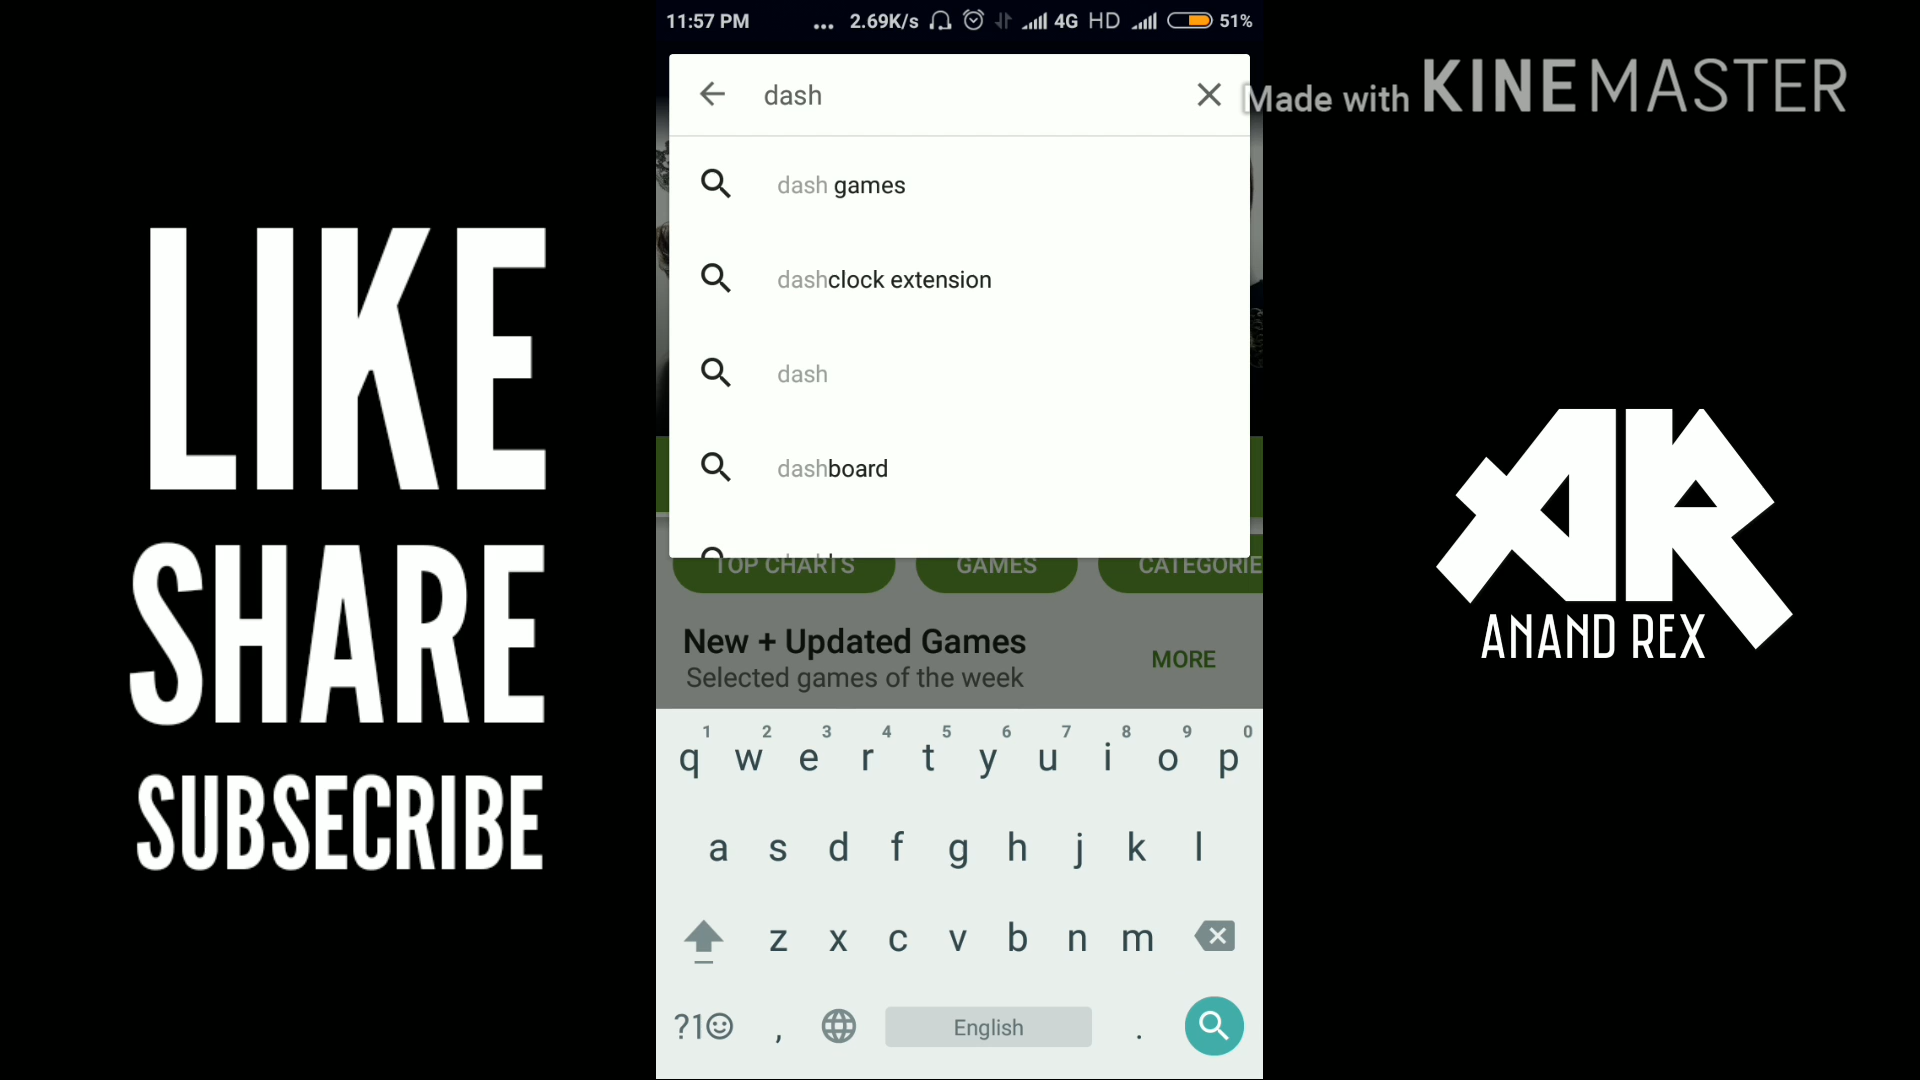 11:57 PM ... 2.69K/s 4G HD 51%
dash
Made with KINEMASTER
dash games
dashclock extension
dash
dashboard
TOP CHARTS GAMES CATEGORIE
New + Updated Games
MORE
Selected games of the week
LIKE
SHARE
SUBSECRIBE
AR
ANAND REX
1 2 3 4 5 6 7 8 9 0
q w e r t y u i o p
a s d f g h j k l
z x c v b n m
?1☺ , English .